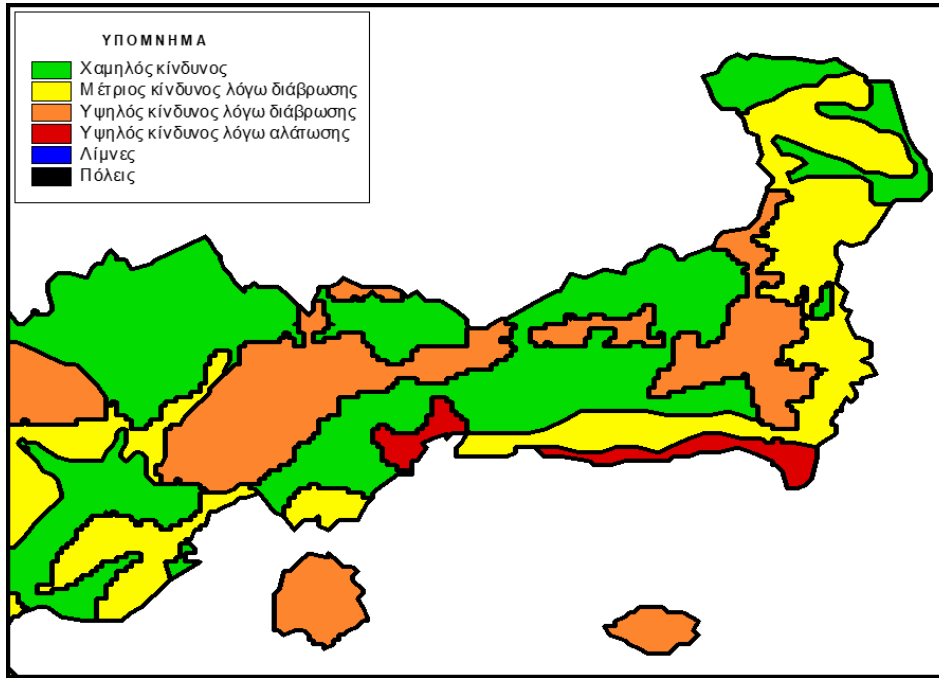 ΥΠΟΜΝΗΜΑ
Χαμηλός κίνδυνος
Μέτριος κίνδυνος λόγω διάβρωσης
Υψηλός κίνδυνος λόγω διάβρωσης
Υψηλός κίνδυνος λόγω αλάτωσης
Λίμνες
Πόλεις